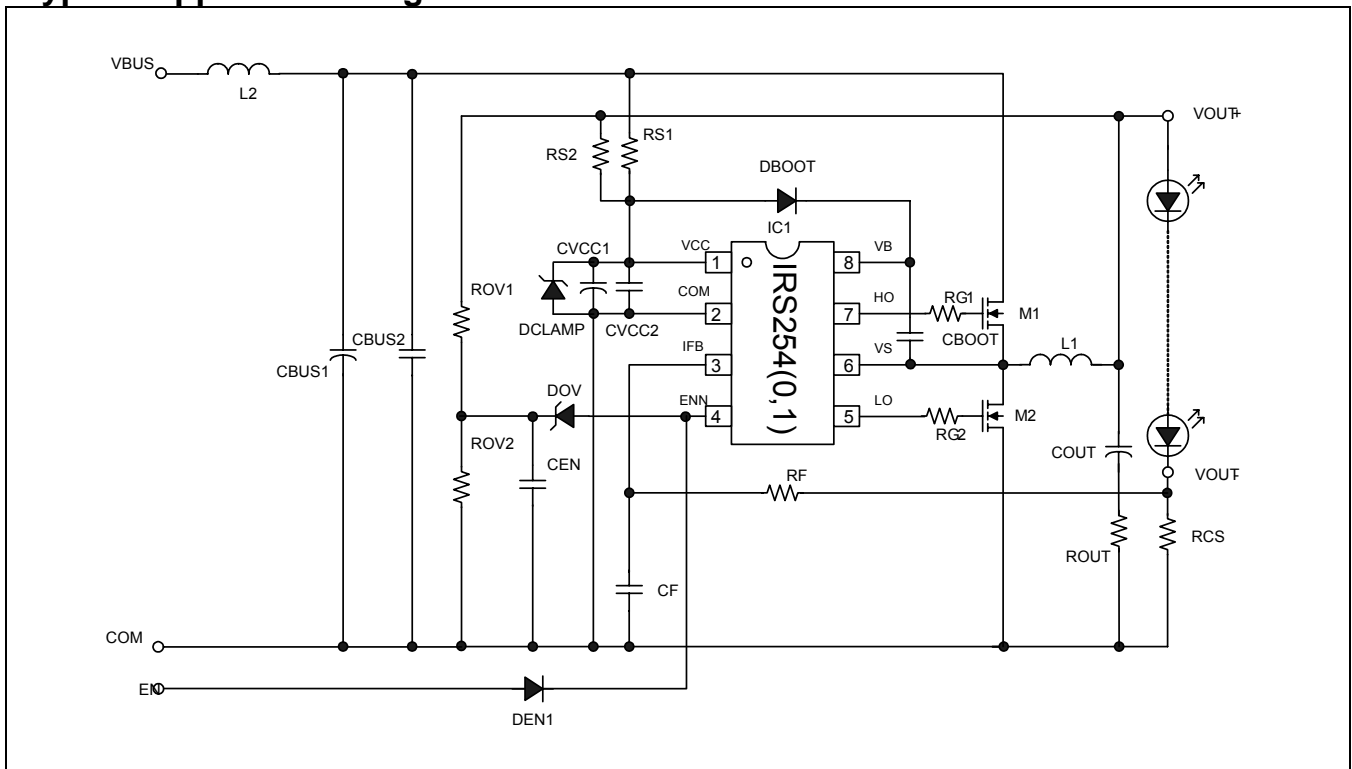 VBUS
L2
VOUT+
RS1
RS2
DBOOT
IC1
CVCC1
VCC
VB
1
8
ROV1
COM
HO
RG1
2
7
M1
DCLAMP
CVCC2
CBOOT
L1
CBUS2
IFB
VS
3
6
CBUS1
IRS254(0,1)
DOV
ENN
LO
4
5
M2
ROV2
RG2
CEN
COUT
RF
VOUT-
RCS
ROUT
CF
COM
EN
DEN1